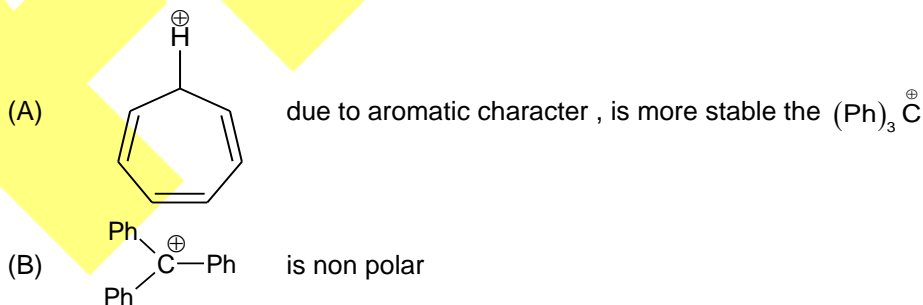 ⊕
H
(A) due to aromatic character , is more stable the (Ph)₃ C⊕
Ph
⊕
(B) C Ph is non polar
Ph